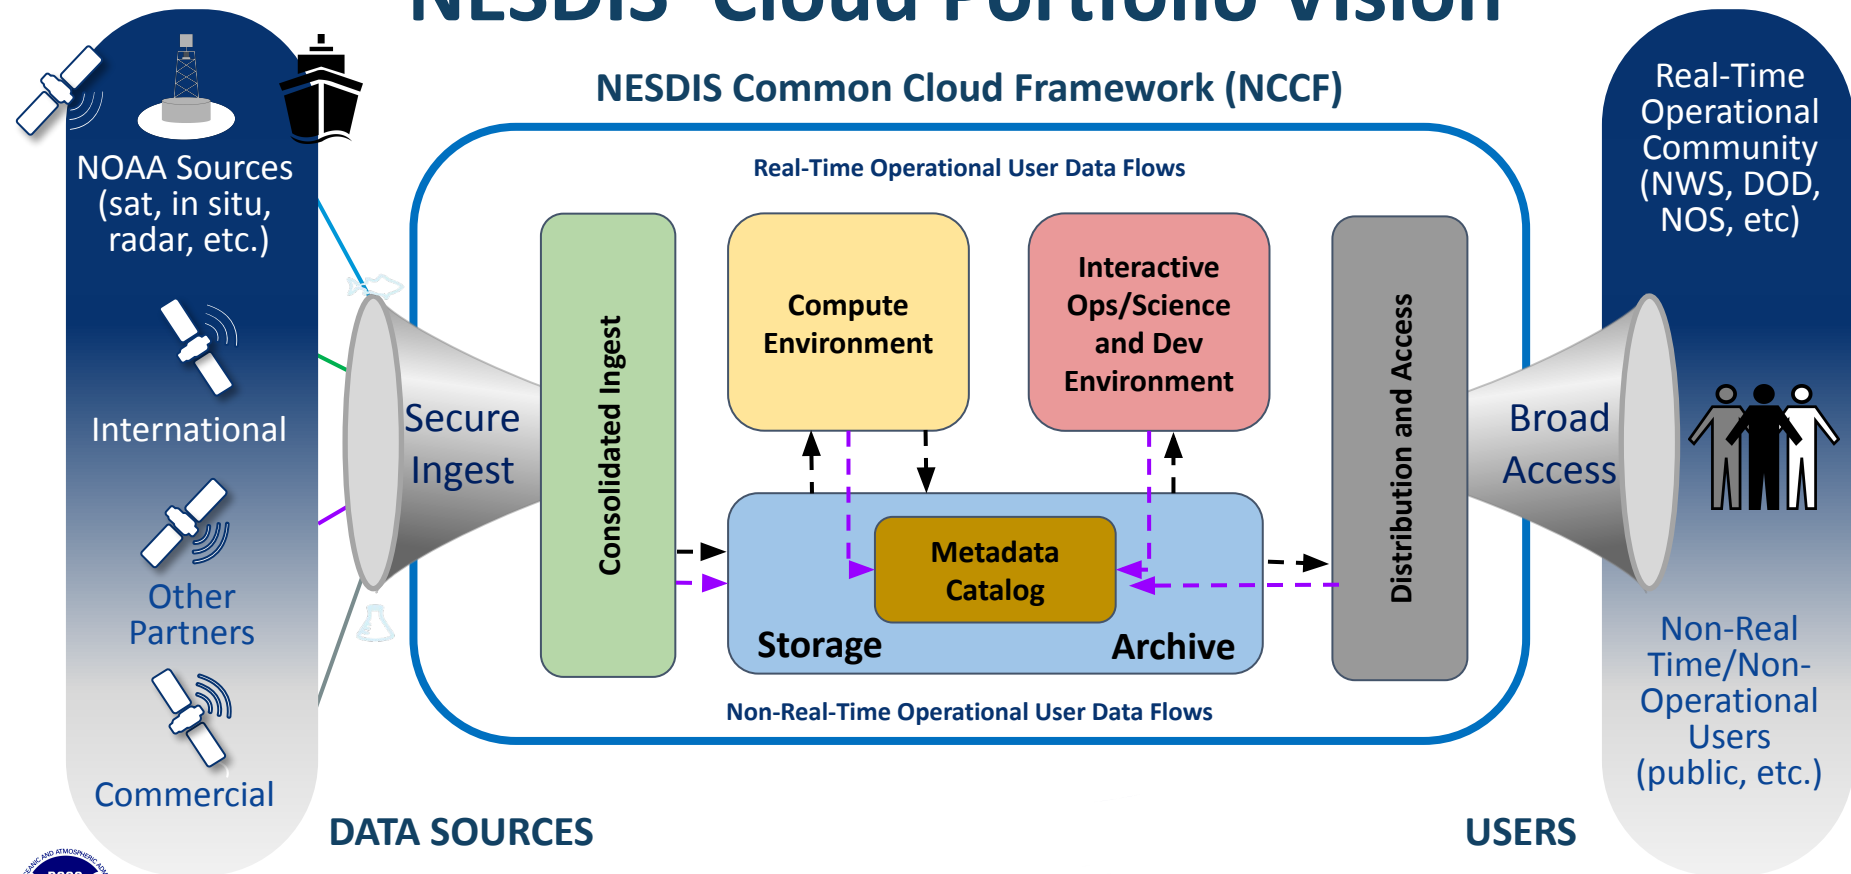 NESDIS Cloud Portfolio Vision
NESDIS Common Cloud Framework (NCCF)
NOAA Sources
(sat, in situ,
radar, etc.)
International
Other
Partners
Commercial
DATA SOURCES
Secure
Ingest
Real-Time Operational User Data Flows
Consolidated Ingest
Compute
Environment
Interactive
Ops/Science
and Dev
Environment
Metadata
Catalog
Storage
Archive
Distribution and Access
Non-Real-Time Operational User Data Flows
Broad
Access
Real-Time
Operational
Community
(NWS, DOD,
NOS, etc)
Non-Real
Time/Non-
Operational
Users
(public, etc.)
USERS
AND ATMOSPHERIC